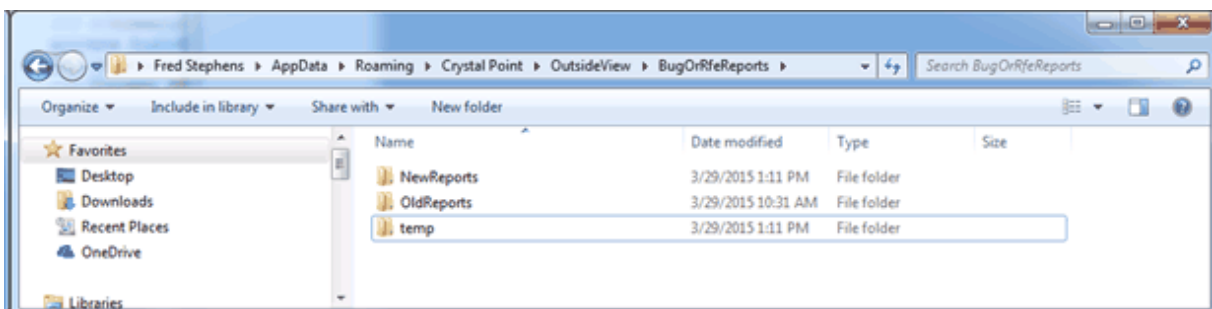 Fred Stephens ▸ AppData ▸ Roaming ▸ Crystal Point ▸ OutsideView ▸ BugOrRfeReports ▸ Search BugOrRfeReports
Organize Include in library Share with New folder
Favorites
Desktop
Downloads
Recent Places
OneDrive
Libraries
Name Date modified Type Size
NewReports 3/29/2015 1:11 PM File folder
OldReports 3/29/2015 10:31 AM File folder
temp 3/29/2015 1:11 PM File folder